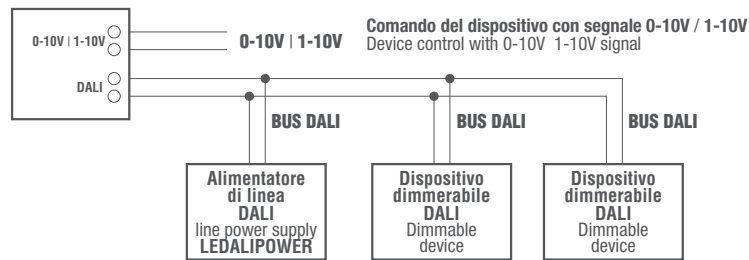 0-10V | 1-10V
DALI
0-10V | 1-10V
Comando del dispositivo con segnale 0-10V / 1-10V
Device control with 0-10V 1-10V signal
BUS DALI
BUS DALI
BUS DALI
Alimentatore
di linea
DALI
line power supply
LEDALIPOWER
Dispositivo
dimmerabile
DALI
Dimmable
device
Dispositivo
dimmerabile
DALI
Dimmable
device